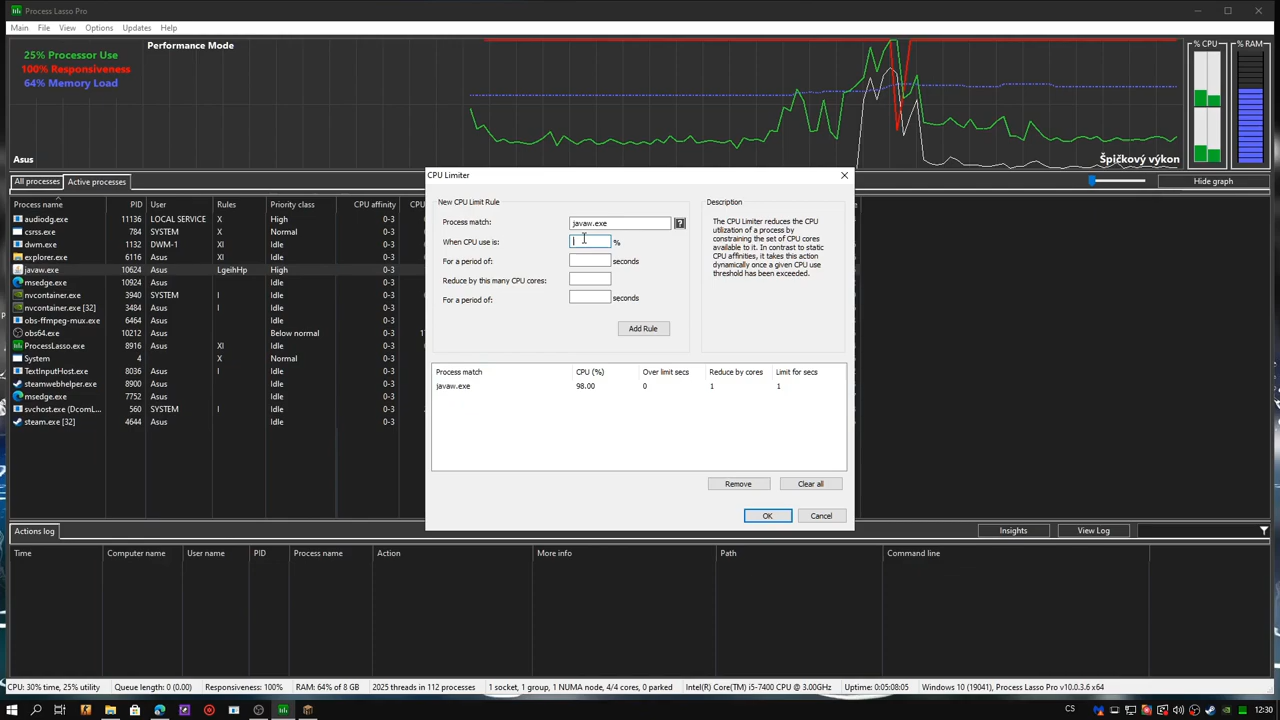 Process Lasso Pro
Main File View Options Updates Help
Performance Mode
25% Processor Use
100% Responsiveness
64% Memory Load
Asus
Špičkový výkon
% CPU
% RAM
All processes Active processes
Hide graph
Process name PID User Rules Priority class CPU affinity
audiodg.exe 11136 LOCAL SERVICE X High 0-3
csrss.exe 784 SYSTEM X Normal 0-3
dwm.exe 11132 DWM-1 XI Idle 0-3
explorer.exe 8116 Asus XI Idle 0-3
javaw.exe 10624 Asus LgeihHp High 0-3
msedge.exe 10924 Asus Idle 0-3
nvcontainer.exe 3940 SYSTEM I Idle 0-3
nvcontainer.exe [32] 3484 Asus I Idle 0-3
obs-ffmpeg-mux.exe 6464 Asus Idle 0-3
obs64.exe 10212 Asus Below normal 0-3
ProcessLasso.exe 8916 Asus XI Idle 0-3
System 4 SYSTEM X Normal 0-3
TextInputHost.exe 8036 Asus I Idle 0-3
steamwebhelper.exe 8384 Asus Idle 0-3
msedge.exe 7752 Asus Idle 0-3
svchost.exe (DcomL... 560 SYSTEM I Idle 0-3
steam.exe [32] 4644 Asus Idle 0-3
CPU Limiter
New CPU Limit Rule
Process match: javaw.exe ?
When CPU use is: %
For a period of: seconds
Reduce by this many CPU cores:
For a period of: seconds
Add Rule
Description
The CPU Limiter reduces the CPU
utilization of a process by
constraining the set of CPU cores
available to it. In contrast to static
CPU affinities, it takes this action
dynamically once a given CPU use
threshold has been exceeded.
Process match CPU (%) Over limit secs Reduce by cores Limit for secs
javaw.exe 98.00 0 1 1
Remove Clear all
OK Cancel
Actions log
Insights View Log
Time Computer name User name PID Process name Action More info Path Command line
CPU: 30% time, 25% utility Queue length: 0 (0.00) Responsiveness: 100% RAM: 64% of 8 GB 2025 threads in 112 processes 1 socket, 1 group, 1 NUMA node, 4/4 cores, 0 parked Intel(R) Core(TM) i5-7400 CPU @ 3.00GHz Uptime: 0:05:08:05 Windows 10 (19041), Process Lasso Pro v10.0.3.6 x64
CS 12:30